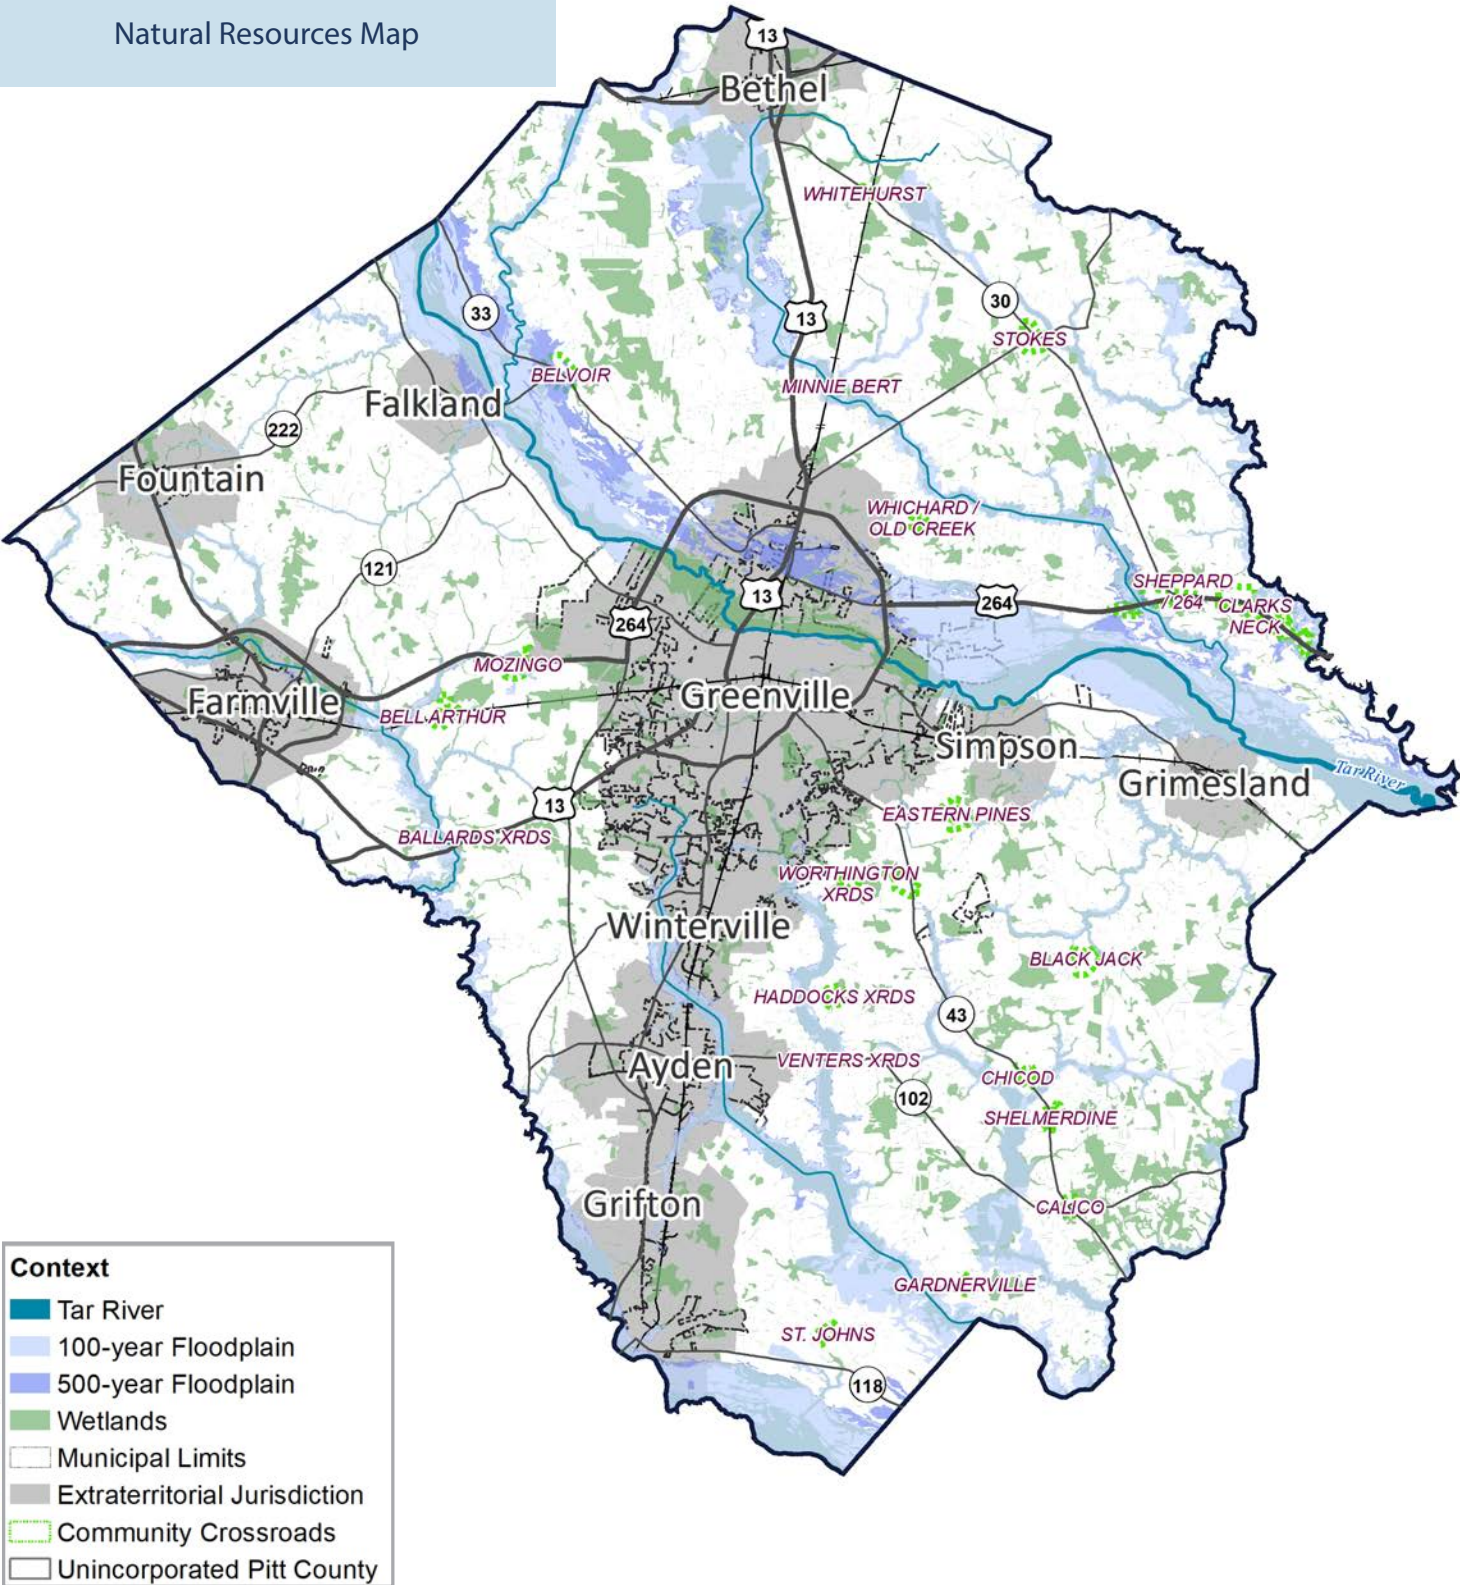 Natural Resources Map
13
Bethel
WHITEHURST
33
30
13
STOKES
BELVOIR
MINNIE BERT
Falkland
222
Fountain
WHICHARD /
OLD CREEK
121
SHEPPARD
/ 264
CLARKS
NECK
13
264
264
MOZINGO
Greenville
Farmville
BELL ARTHUR
Simpson
Grimesland
Tar River
13
EASTERN PINES
BALLARDS XRDS
WORTHINGTON
XRDS
Winterville
BLACK JACK
HADDOCKS XRDS
43
Ayden
VENTERS XRDS
CHICOD
102
SHELMERDINE
Grifton
CALICO
GARDNERVILLE
ST. JOHNS
118
Context
Tar River
100-year Floodplain
500-year Floodplain
Wetlands
Municipal Limits
Extraterritorial Jurisdiction
Community Crossroads
Unincorporated Pitt County